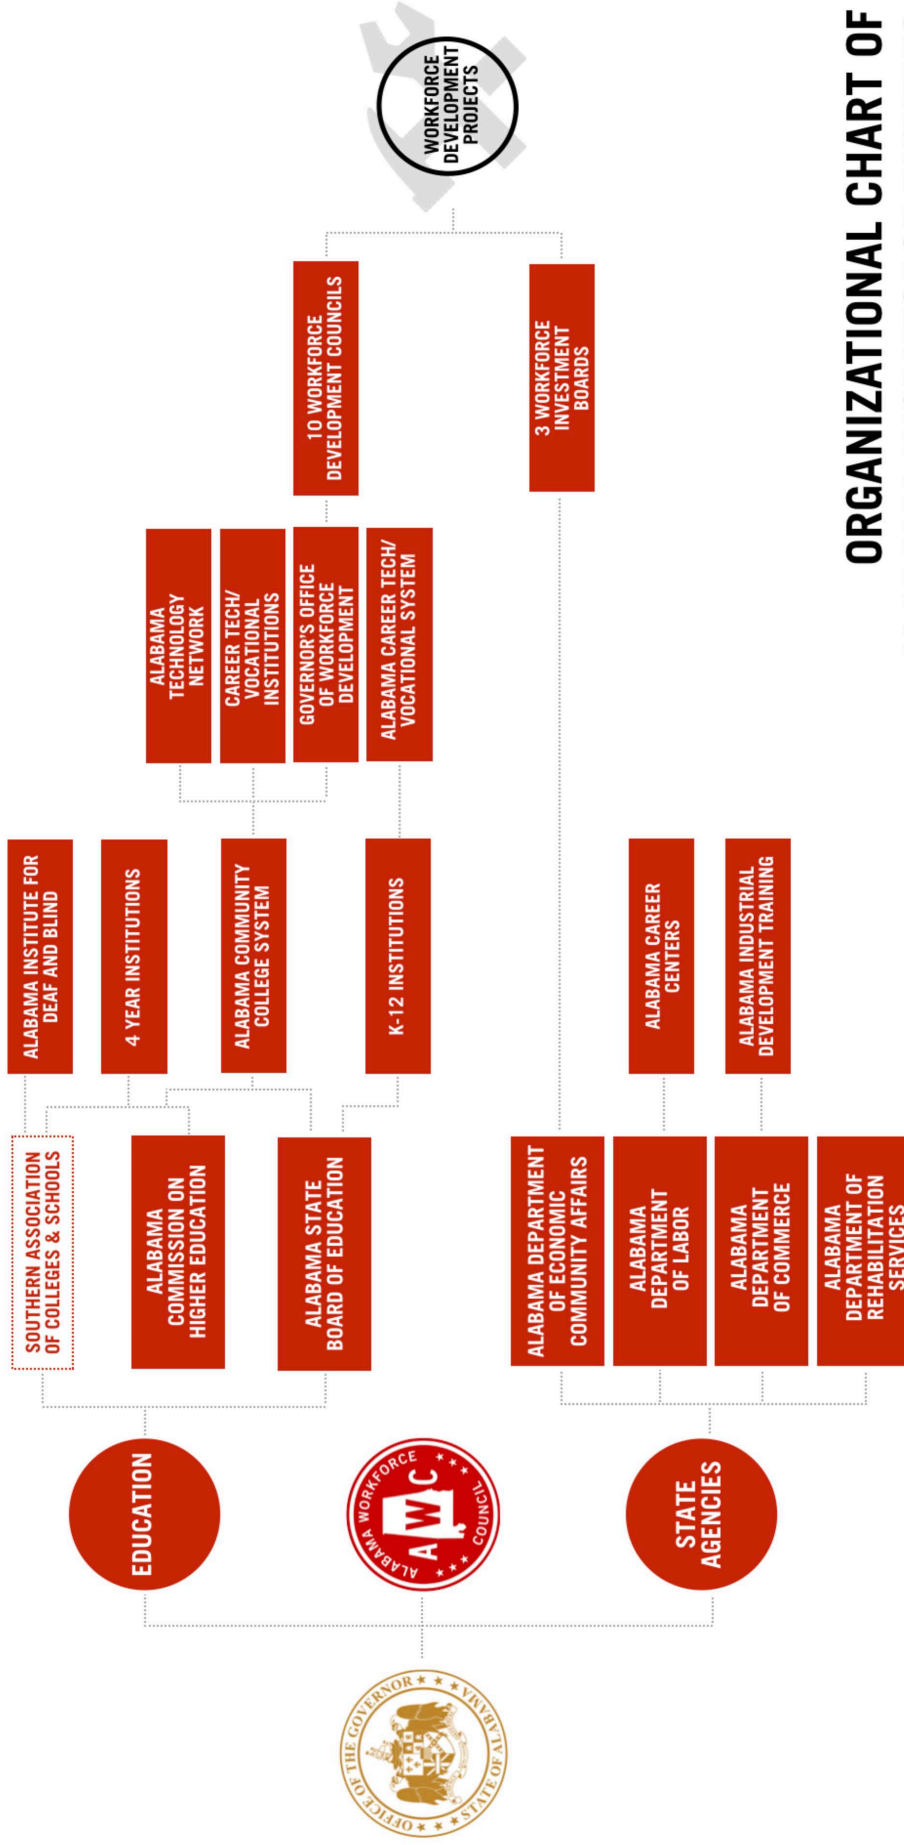 OFFICE OF THE GOVERNOR
STATE OF ALABAMA
EDUCATION
ALABAMA WORKFORCE
AWC
COUNCIL
STATE
AGENCIES
SOUTHERN ASSOCIATION
OF COLLEGES & SCHOOLS
ALABAMA
COMMISSION ON
HIGHER EDUCATION
ALABAMA STATE
BOARD OF EDUCATION
ALABAMA DEPARTMENT
OF ECONOMIC
COMMUNITY AFFAIRS
ALABAMA
DEPARTMENT
OF LABOR
ALABAMA
DEPARTMENT
OF COMMERCE
ALABAMA
DEPARTMENT OF
REHABILITATION
SERVICES
ALABAMA INSTITUTE FOR
DEAF AND BLIND
4 YEAR INSTITUTIONS
ALABAMA COMMUNITY
COLLEGE SYSTEM
K-12 INSTITUTIONS
ALABAMA CAREER
CENTERS
ALABAMA INDUSTRIAL
DEVELOPMENT TRAINING
ALABAMA
TECHNOLOGY
NETWORK
CAREER TECH/
VOCATIONAL
INSTITUTIONS
GOVERNOR'S OFFICE
OF WORKFORCE
DEVELOPMENT
ALABAMA CAREER TECH/
VOCATIONAL SYSTEM
10 WORKFORCE
DEVELOPMENT COUNCILS
3 WORKFORCE
INVESTMENT
BOARDS
WORKFORCE
DEVELOPMENT
PROJECTS
ORGANIZATIONAL CHART OF